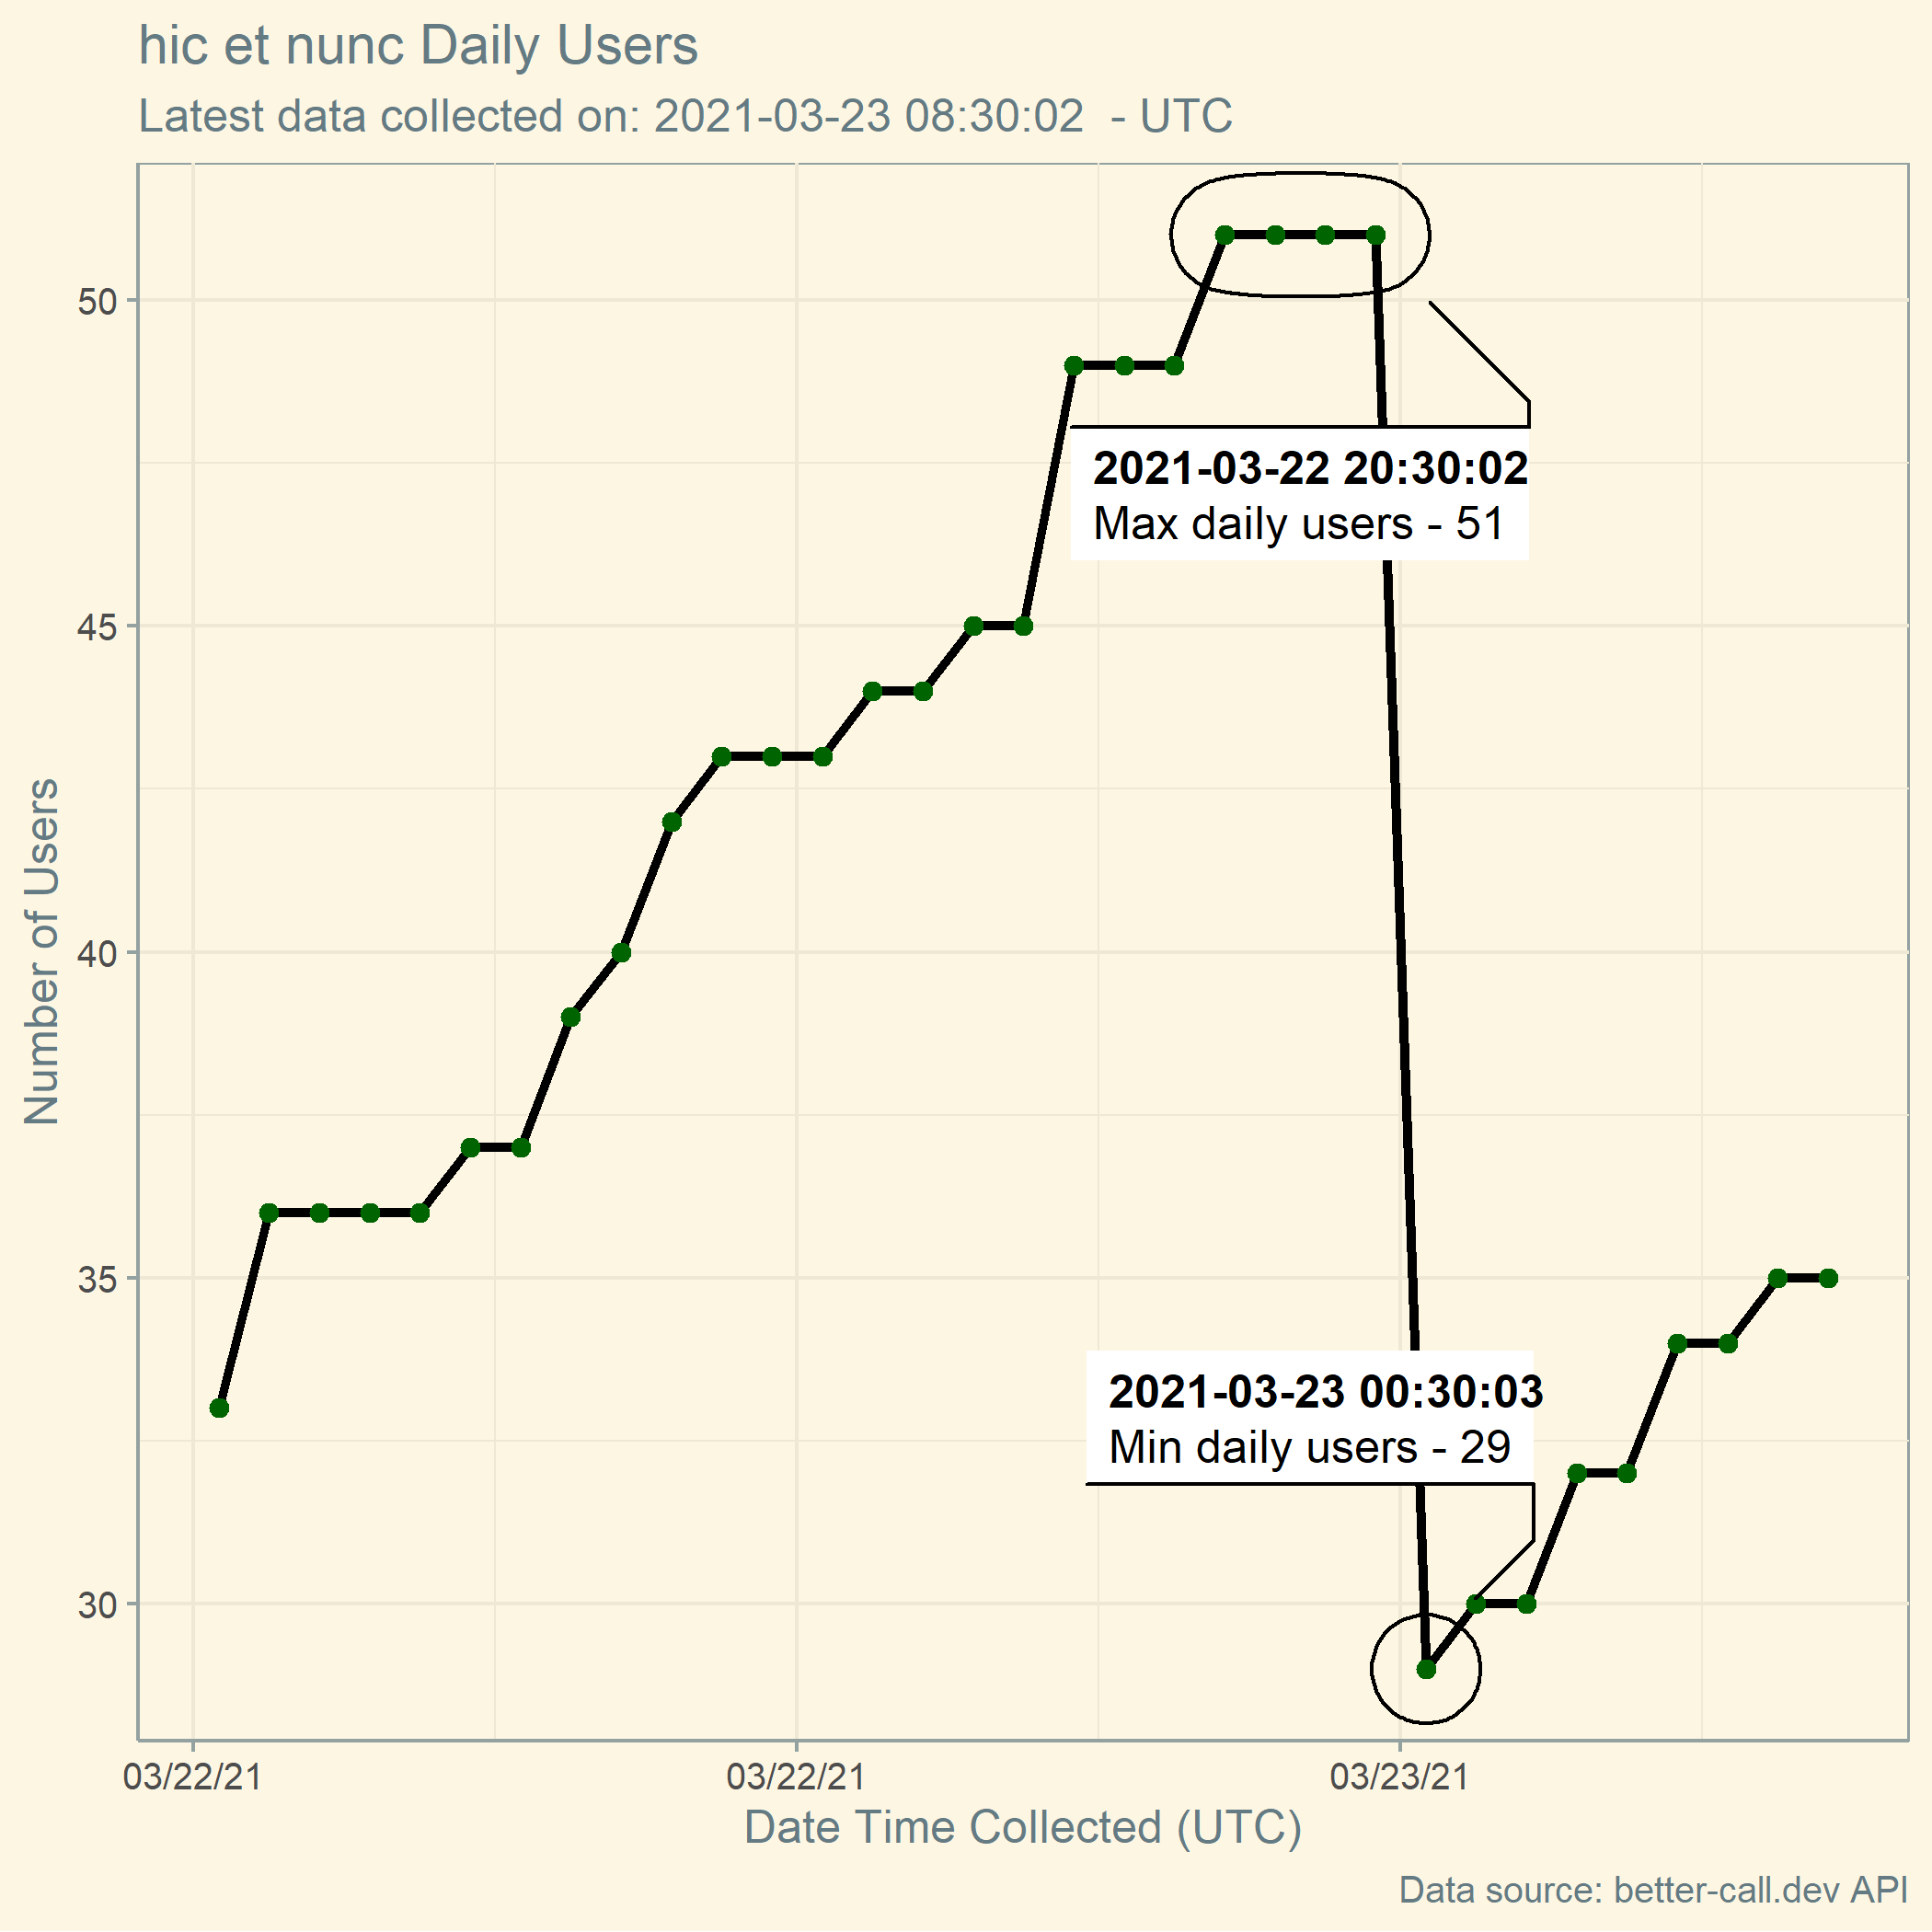 hic et nunc Daily Users
Latest data collected on: 2021-03-23 08:30:02  - UTC
50
2021-03-22 20:30:02
Max daily users - 51
45
40
Number of Users
35
2021-03-23 00:30:03
Min daily users - 29
30
03/22/21 03/22/21 03/23/21
Date Time Collected (UTC)
Data source: better-call.dev API